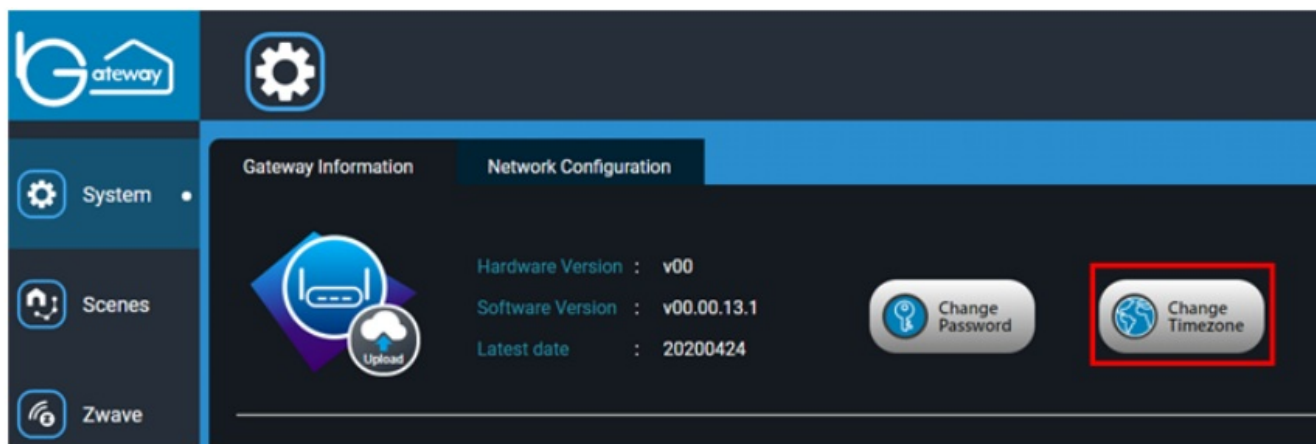 Gateway
System
Scenes
Zwave
Gateway Information
Network Configuration
Upload
Hardware Version : v00
Software Version : v00.00.13.1
Latest date : 20200424
Change
Password
Change
Timezone